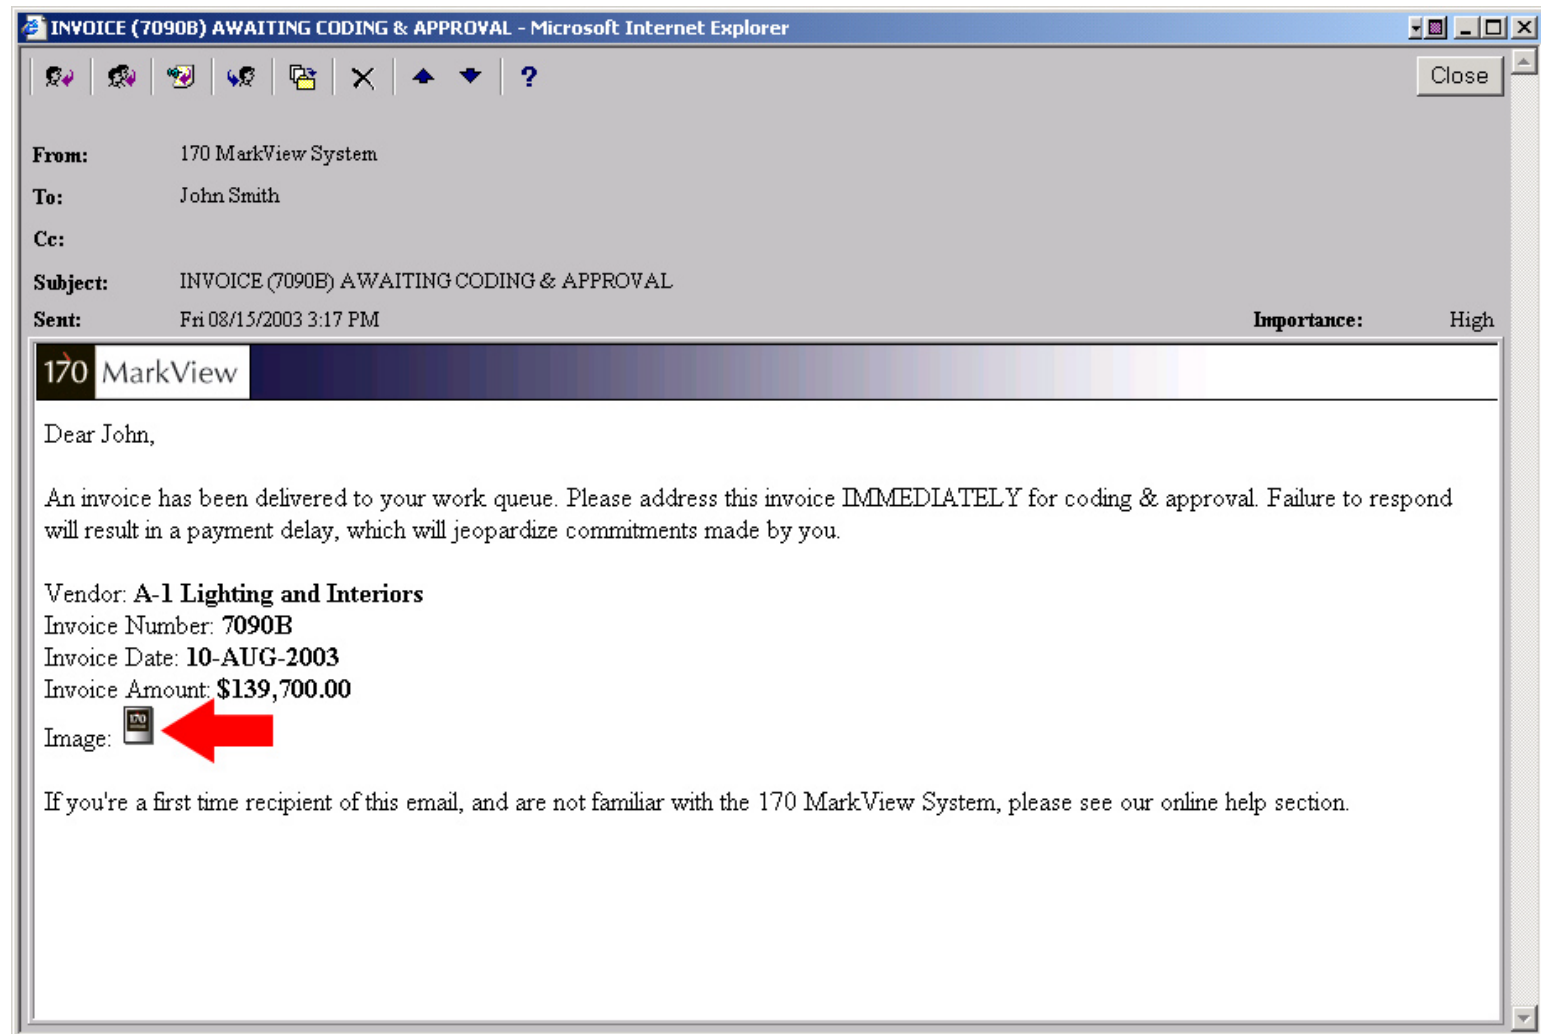 INVOICE (7090B) AWAITING CODING & APPROVAL - Microsoft Internet Explorer
? Close
From: 170 MarkView System
To: John Smith
Cc:
Subject: INVOICE (7090B) AWAITING CODING & APPROVAL
Sent: Fri 08/15/2003 3:17 PM Importance: High
170 MarkView
Dear John,
An invoice has been delivered to your work queue. Please address this invoice IMMEDIATELY for coding & approval. Failure to respond
will result in a payment delay, which will jeopardize commitments made by you.
Vendor: A-1 Lighting and Interiors
Invoice Number: 7090B
Invoice Date: 10-AUG-2003
Invoice Amount: $139,700.00
Image: 170
If you're a first time recipient of this email, and are not familiar with the 170 MarkView System, please see our online help section.